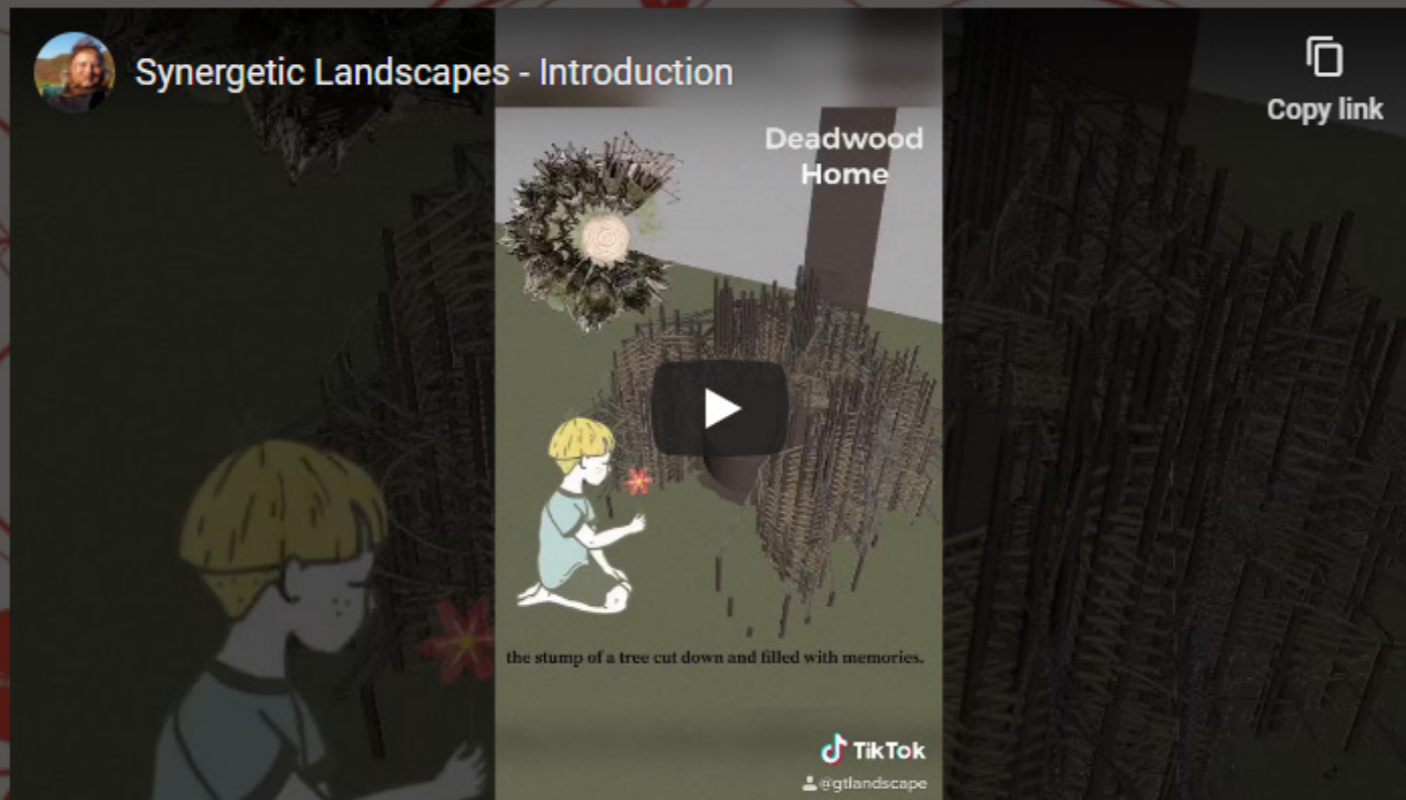 Synergetic Landscapes - Introduction
Copy link
Deadwood
Home
the stump of a tree cut down and filled with memories.
TikTok
@gtlandscape